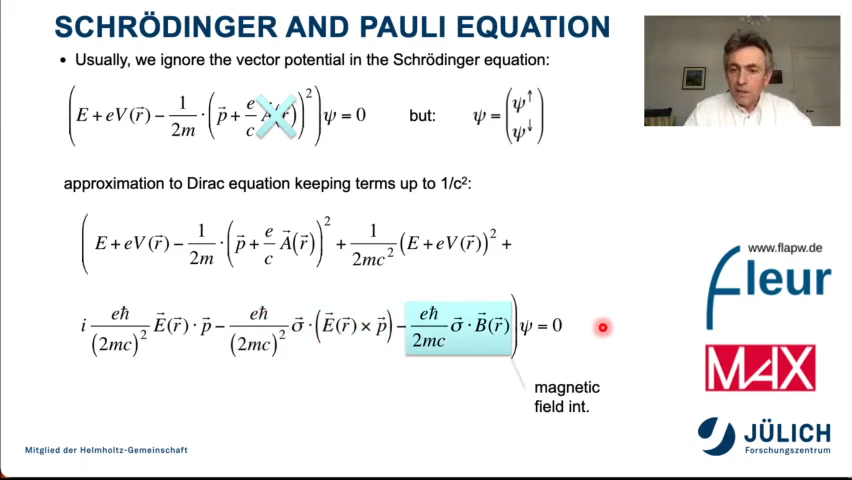 SCHRÖDINGER AND PAULI EQUATION
• Usually, we ignore the vector potential in the Schrödinger equation:
(E + eV(r⃗) − 1/2m · (p⃗ + e/c A⃗(r⃗))²)ψ = 0 but: ψ = (ψ↑ ψ↓)
approximation to Dirac equation keeping terms up to 1/c²:
(E + eV(r⃗) − 1/2m · (p⃗ + e/c A⃗(r⃗))² + 1/2mc² (E + eV(r⃗))² +
i eħ/(2mc)² E⃗(r⃗) · p⃗ − eħ/(2mc)² σ⃗ · (E⃗(r⃗) × p⃗) − eħ/2mc σ⃗ · B⃗(r⃗))ψ = 0
magnetic
field int.
www.flapw.de
fleur
MAX
JÜLICH
Forschungszentrum
Mitglied der Helmholtz-Gemeinschaft